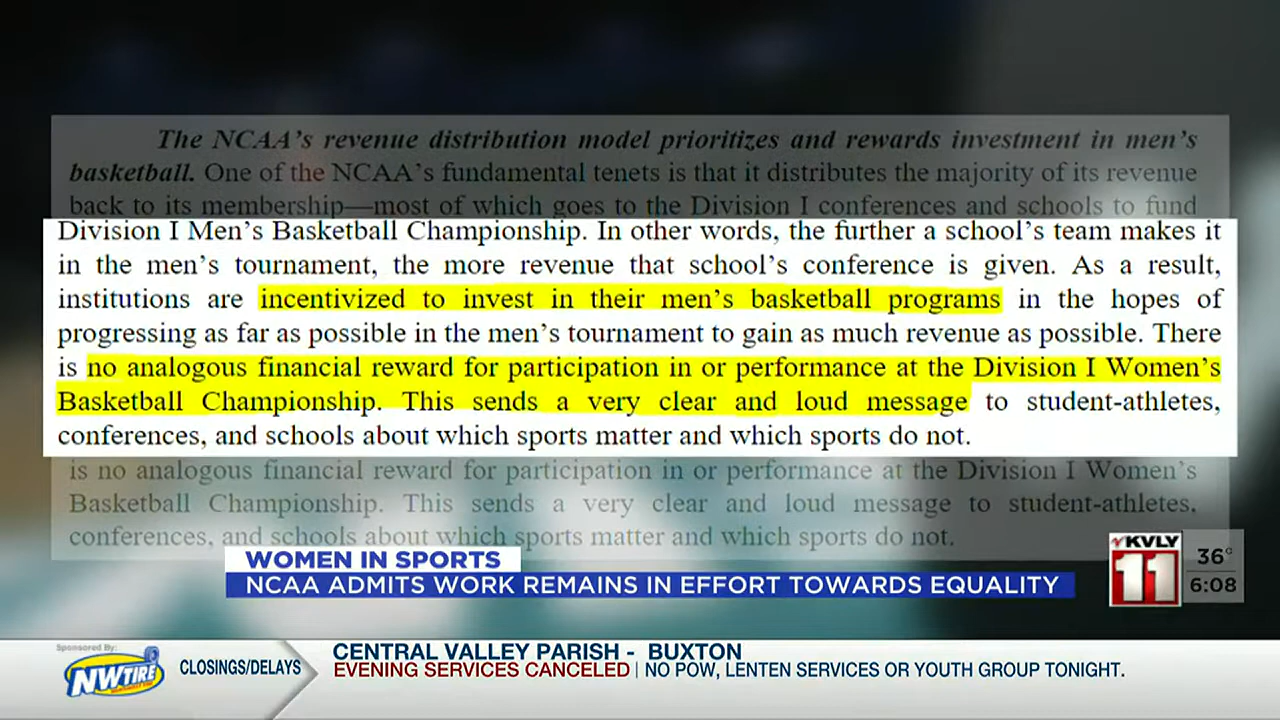 The NCAA's revenue distribution model prioritizes and rewards investment in men's
basketball. One of the NCAA's fundamental tenets is that it distributes the majority of its revenue
back to its membership—most of which goes to the Division I conferences and schools to fund
Division I Men's Basketball Championship. In other words, the further a school's team makes it
in the men's tournament, the more revenue that school's conference is given. As a result,
institutions are incentivized to invest in their men's basketball programs in the hopes of
progressing as far as possible in the men's tournament to gain as much revenue as possible. There
is no analogous financial reward for participation in or performance at the Division I Women's
Basketball Championship. This sends a very clear and loud message to student-athletes,
conferences, and schools about which sports matter and which sports do not.
is no analogous financial reward for participation in or performance at the Division I Women's
Basketball Championship. This sends a very clear and loud message to student-athletes,
conferences, and schools about which sports matter and which sports do not.
WOMEN IN SPORTS
NCAA ADMITS WORK REMAINS IN EFFORT TOWARDS EQUALITY
KVLY
11
36°
6:08
Sponsored By:
NWTIRE
CLOSINGS/DELAYS
CENTRAL VALLEY PARISH - BUXTON
EVENING SERVICES CANCELED | NO POW, LENTEN SERVICES OR YOUTH GROUP TONIGHT.